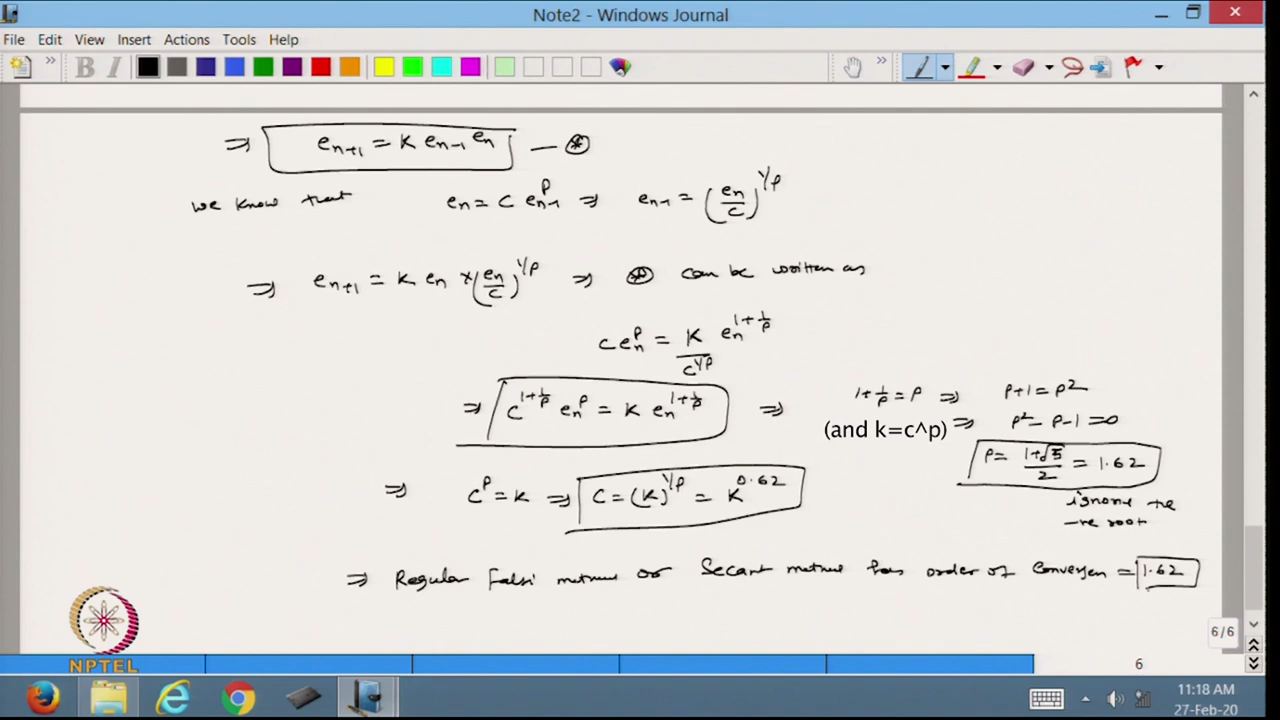 Note2 - Windows Journal
File Edit View Insert Actions Tools Help
⇒ e_{n+1} = K e_{n-1} e_n — ⊛
we know that e_n = C e_{n-1}^p ⇒ e_{n-1} = (e_n/C)^{1/p}
⇒ e_{n+1} = K e_n × (e_n/C)^{1/p} ⇒ ⊛ can be written as
C e_n^p = K/C^{1/p} e_n^{1+1/p}
⇒ C^{1+1/p} e_n^p = K e_n^{1+1/p} ⇒ 1+1/p = p ⇒ p+1 = p^2
(and k=c^p) ⇒ p^2 - p - 1 = 0
p = (1+√5)/2 = 1.62
⇒ C^p = K ⇒ C = (K)^{1/p} = K^{0.62}
ignore the
-ve root
⇒ Regular Falsi method or Secant method has order of Convergen = 1.62
NPTEL
6/6
6
11:18 AM
27-Feb-20